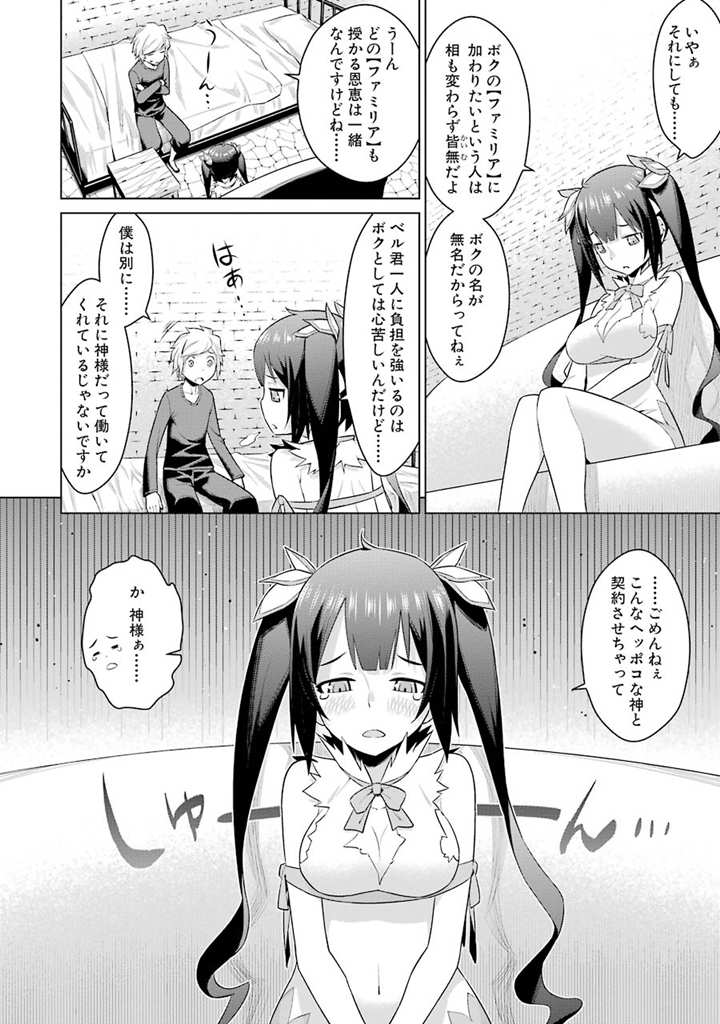 いやぁ
それにしても……
ボクの【ファミリア】に
加わりたいという人は
相も変わらず皆無だよ
かいむ
ボクの名が
無名だからってねぇ
うーん
どの【ファミリア】も
授かる恩恵は一緒
なんですけどね……
う～ん…
ベル君一人に負担を強いるのは
ボクとしては心苦しいんだけど…
はぁ…
僕は別に……
それに神様だって働いて
くれているじゃないですか
……ごめんねぇ
こんなヘッポコな神と
契約させちゃって
か 神様ぁ……
しゅーーん…